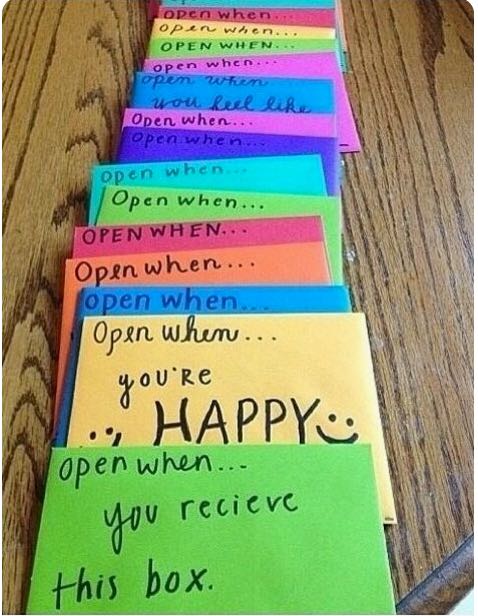 open when...
Open when...
OPEN WHEN...
open when...
open when
you feel like
Open when...
Open when...
open when...
Open when...
OPEN WHEN...
Open when...
open when...
Open when...
you're
HAPPY
open when...
you recieve
this box.